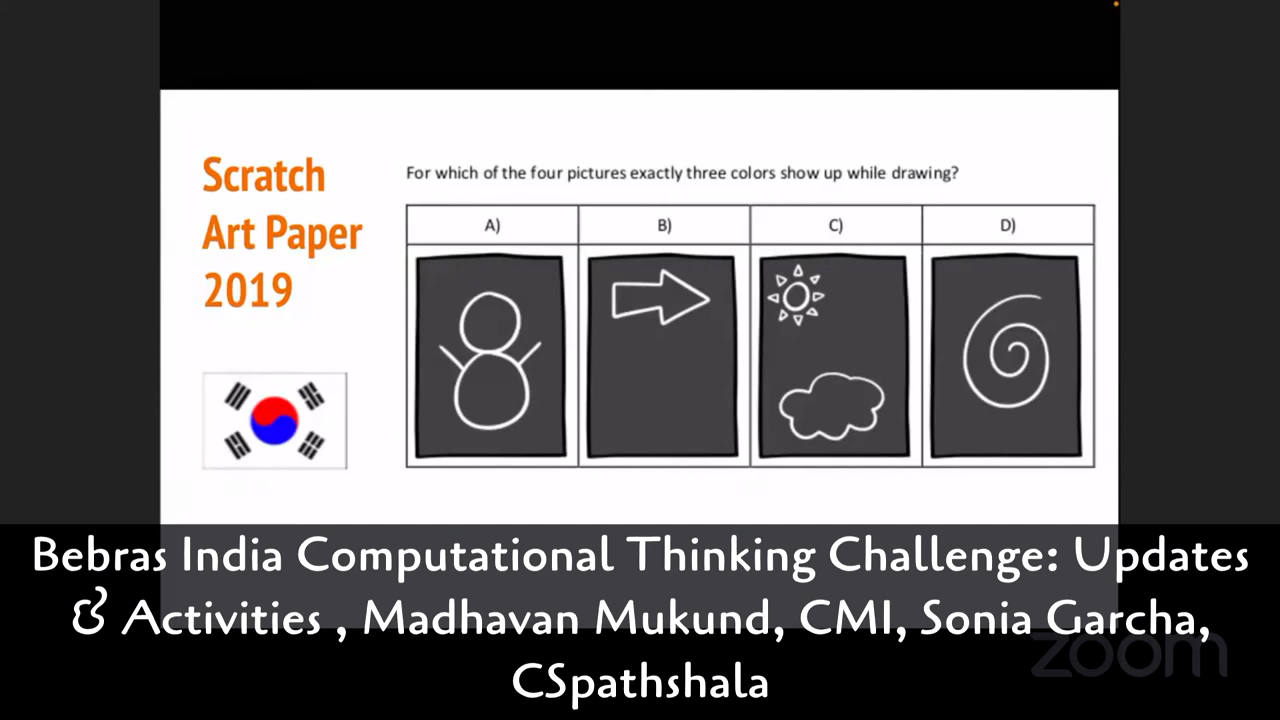 Scratch
Art Paper
2019
For which of the four pictures exactly three colors show up while drawing?
A) B) C) D)
Bebras India Computational Thinking Challenge: Updates
& Activities , Madhavan Mukund, CMI, Sonia Garcha,
CSpathshala
zoom